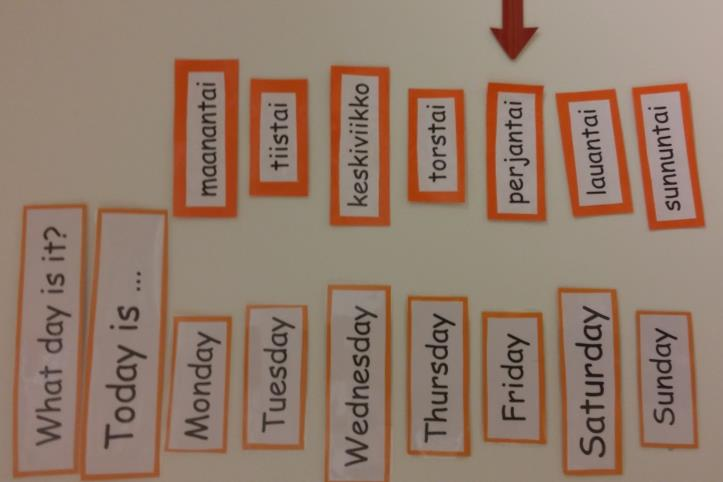 What day is it?
Today is ...
Monday maanantai
Tuesday tiistai
Wednesday keskiviikko
Thursday torstai
Friday perjantai
Saturday lauantai
Sunday sunnuntai